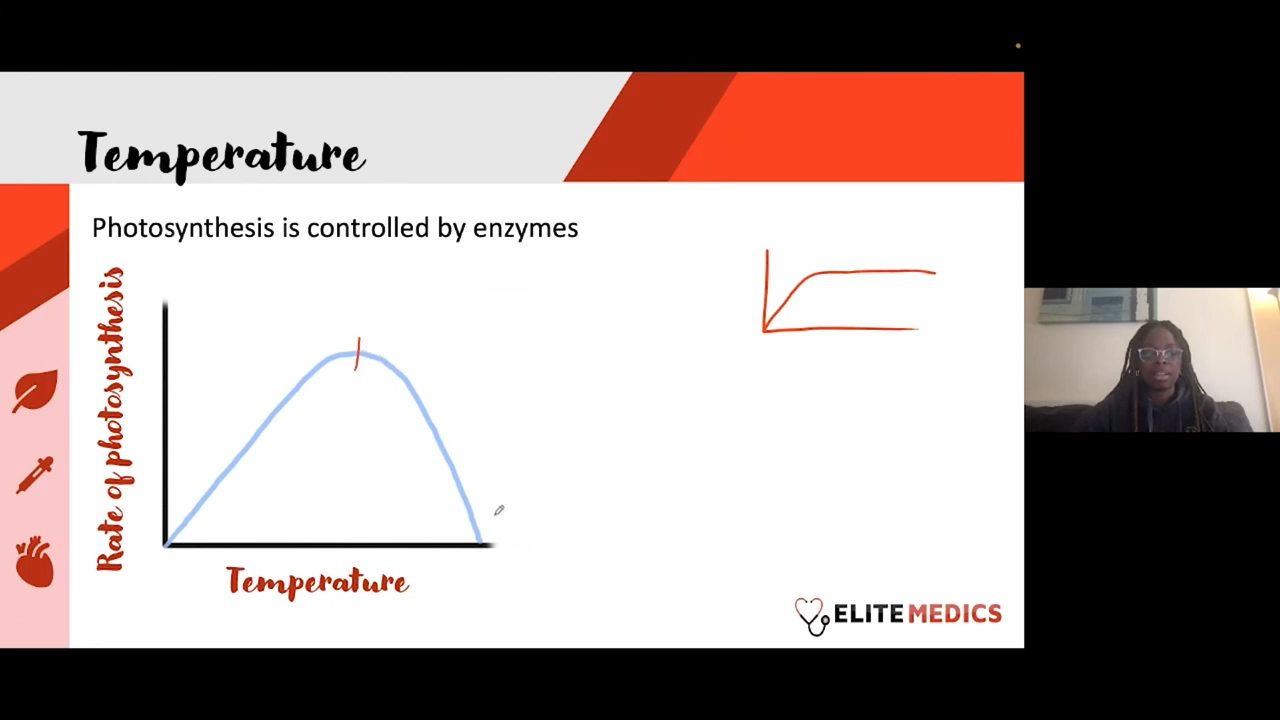 Temperature
Photosynthesis is controlled by enzymes
Rate of photosynthesis
Temperature
ELITE MEDICS